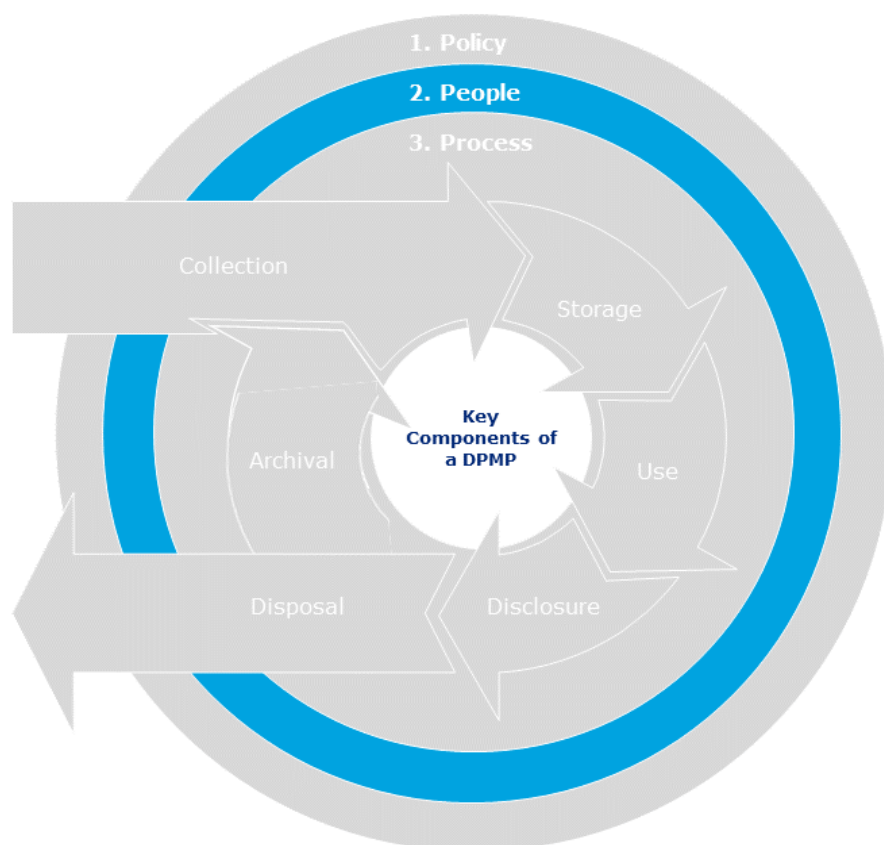 1. Policy
2. People
3. Process
Collection
Storage
Key
Components of
a DPMP
Archival
Use
Disposal
Disclosure